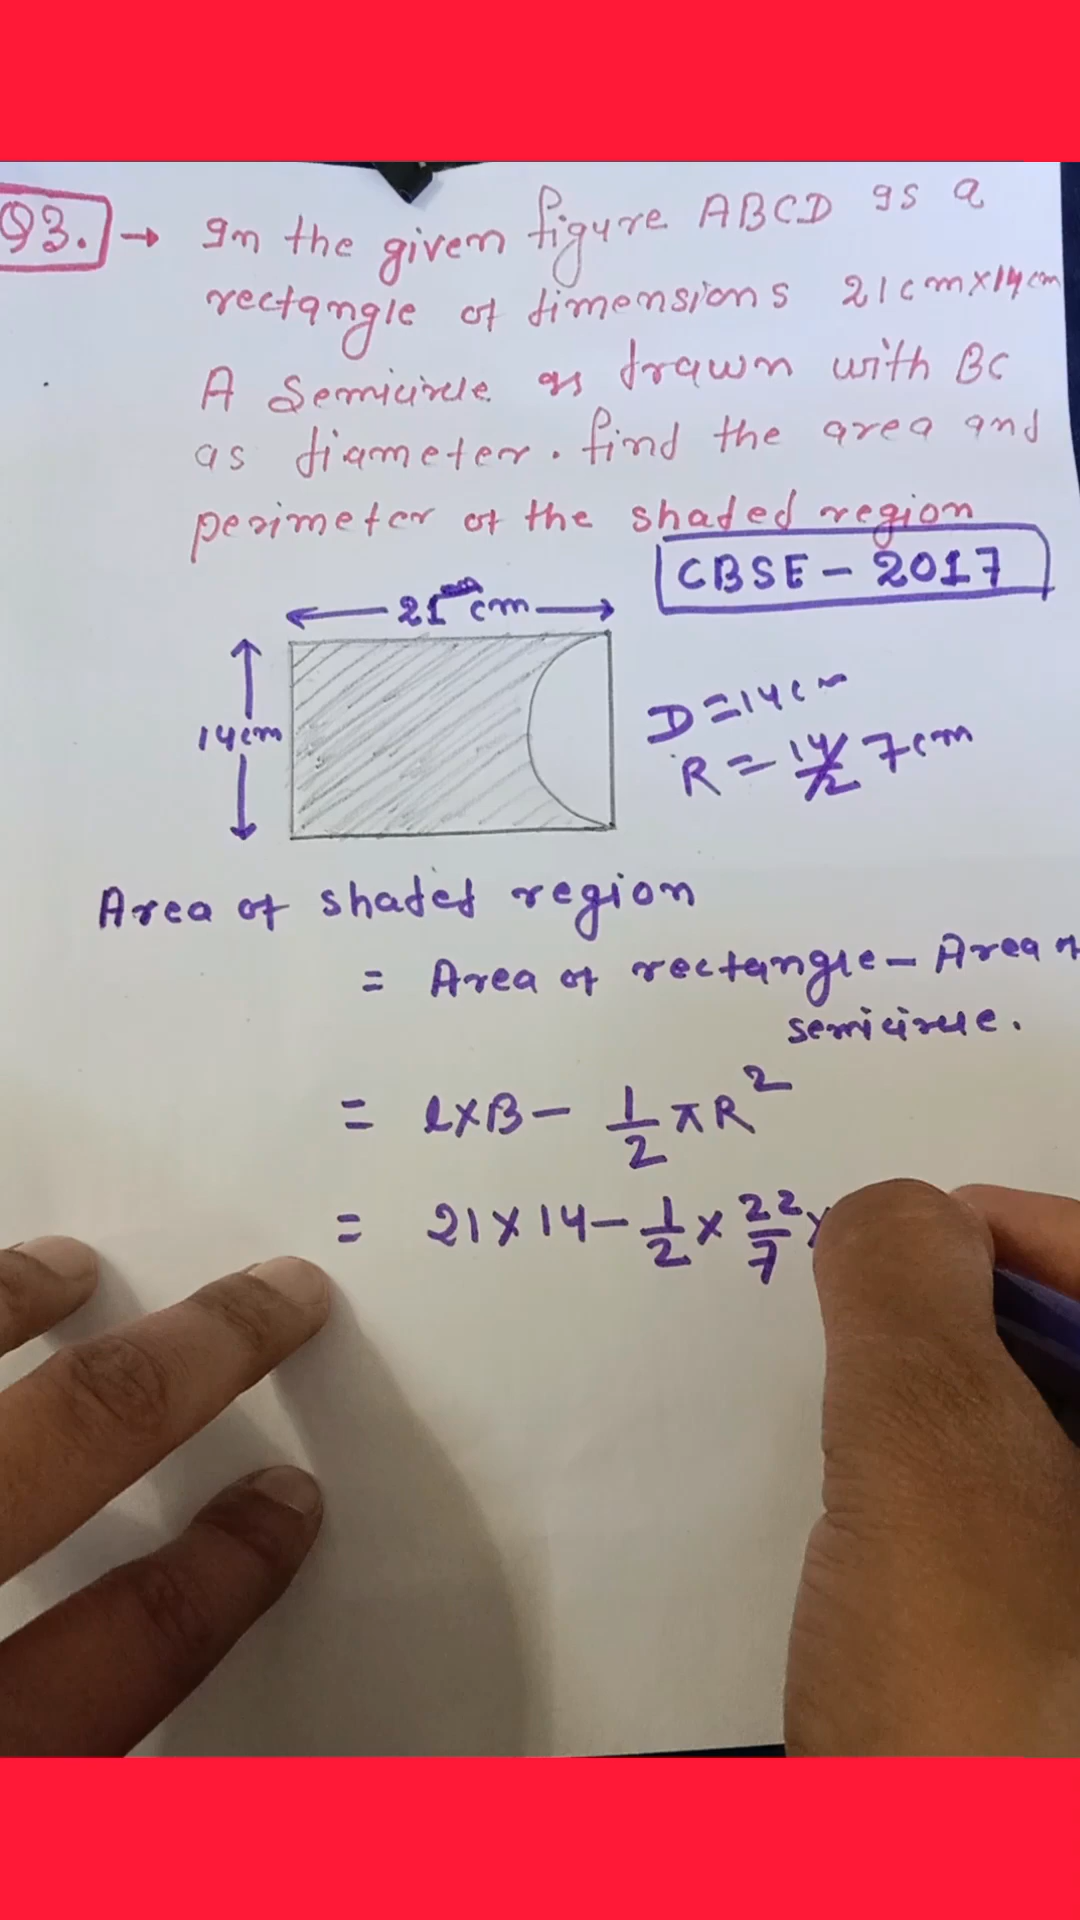 Q3. → In the given figure ABCD is a
rectangle of dimensions 21cm×14cm
A Semicircle is drawn with BC
as diameter. find the area and
perimeter of the shaded region
CBSE - 2017
21 cm
14cm
D=14cm
R=14/2 7cm
Area of shaded region
= Area of rectangle - Area of
semicircle.
= l×B - 1/2 πR²
= 21×14 - 1/2 × 22/7 ×